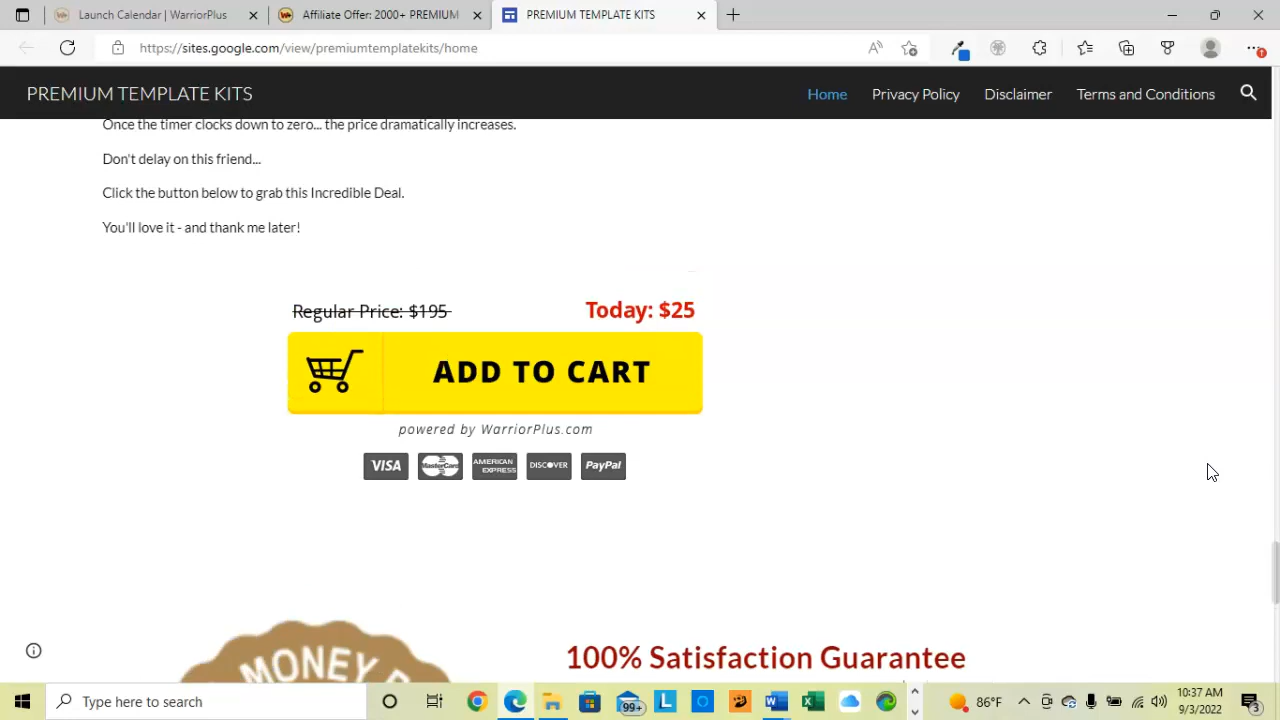 Launch Calendar | WarriorPlus
Affiliate Offer: 2000+ PREMIUM
PREMIUM TEMPLATE KITS
https://sites.google.com/view/premiumtemplatekits/home
PREMIUM TEMPLATE KITS
Home
Privacy Policy
Disclaimer
Terms and Conditions
Once the timer clocks down to zero... the price dramatically increases.
Don't delay on this friend...
Click the button below to grab this Incredible Deal.
You'll love it - and thank me later!
Regular Price: $195
Today: $25
ADD TO CART
powered by WarriorPlus.com
VISA
MasterCard
AMERICAN EXPRESS
DISCOVER
PayPal
MONEY
100% Satisfaction Guarantee
Type here to search
99+
86°F
10:37 AM
9/3/2022
3